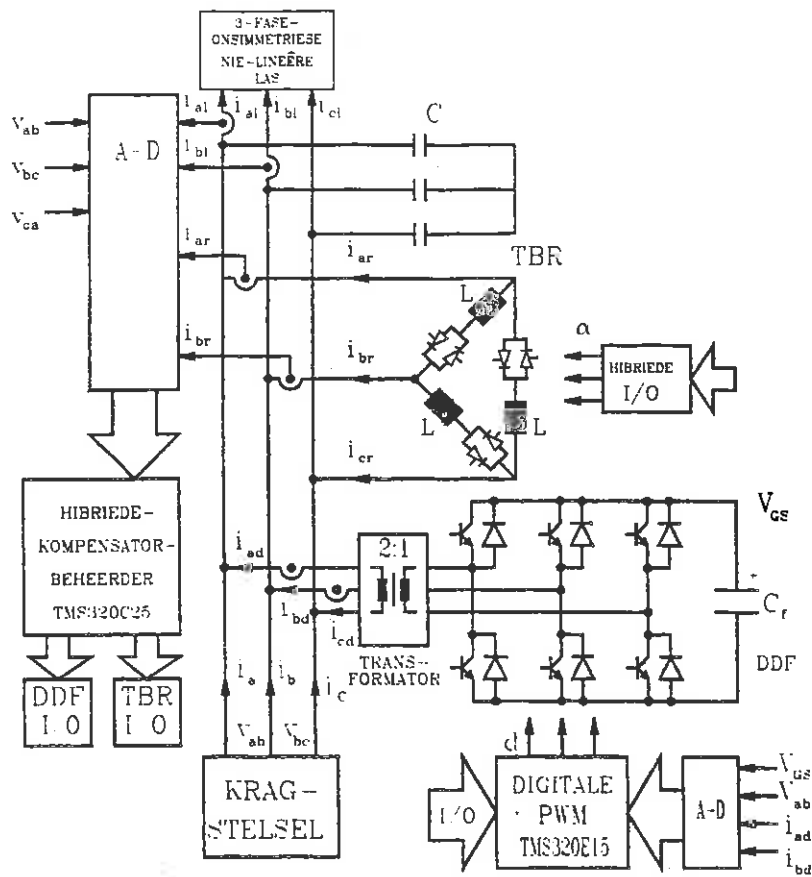 3-FASE-
ONSIMMETRIESE
NIE-LINEÊRE
LAS
i_al i_al i_bl i_cl
V_ab
A-D
i_bl
C
V_bc
V_ca
i_ar
i_ar
TBR
L
α
i_br
i_br
HIBRIEDE
I/O
L
L
i_cr
HIBRIEDE-
KOMPENSATOR-
BEHEERDER
TMS320C25
V_GS
i_ad
2:1
i_bd
i_cd
+
C_f
TRANS-
FORMATOR
DDF
DDF
I O
TBR
I O
i_a
i_b
i_c
V_ab
V_bc
d
KRAG-
STELSEL
I/O
DIGITALE
PWM
TMS320E15
A-D
V_GS
V_ab
i_ad
i_bd